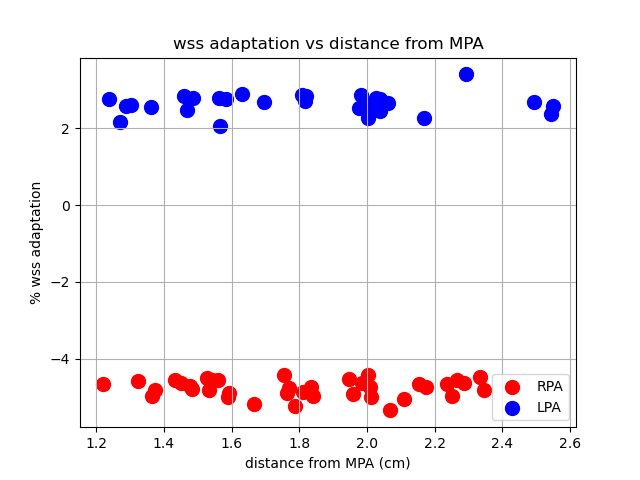 wss adaptation vs distance from MPA
% wss adaptation
2
0
−2
−4
1.2 1.4 1.6 1.8 2.0 2.2 2.4 2.6
distance from MPA (cm)
RPA
LPA